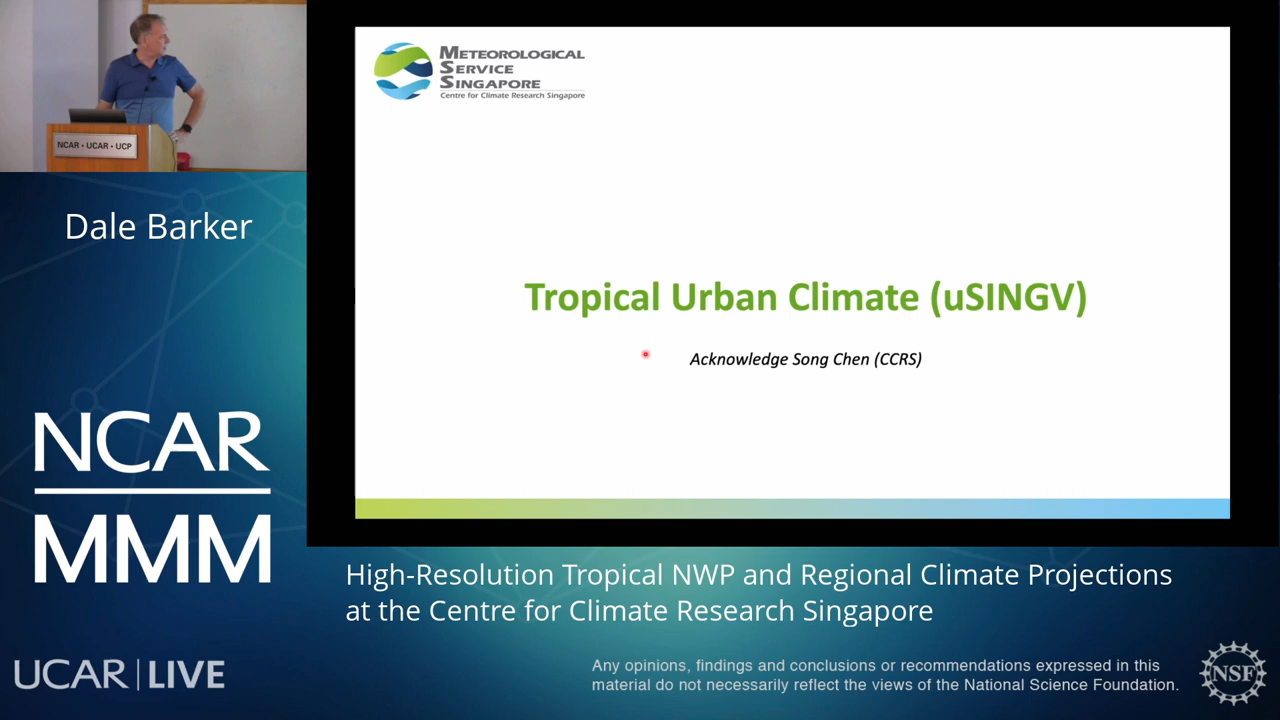 METEOROLOGICAL
SERVICE
SINGAPORE
Centre for Climate Research Singapore
NCAR • UCAR • UCP
Dale Barker
Tropical Urban Climate (uSINGV)
Acknowledge Song Chen (CCRS)
NCAR
MMM
High-Resolution Tropical NWP and Regional Climate Projections
at the Centre for Climate Research Singapore
UCAR | LIVE
Any opinions, findings and conclusions or recommendations expressed in this
material do not necessarily reflect the views of the National Science Foundation.
NSF